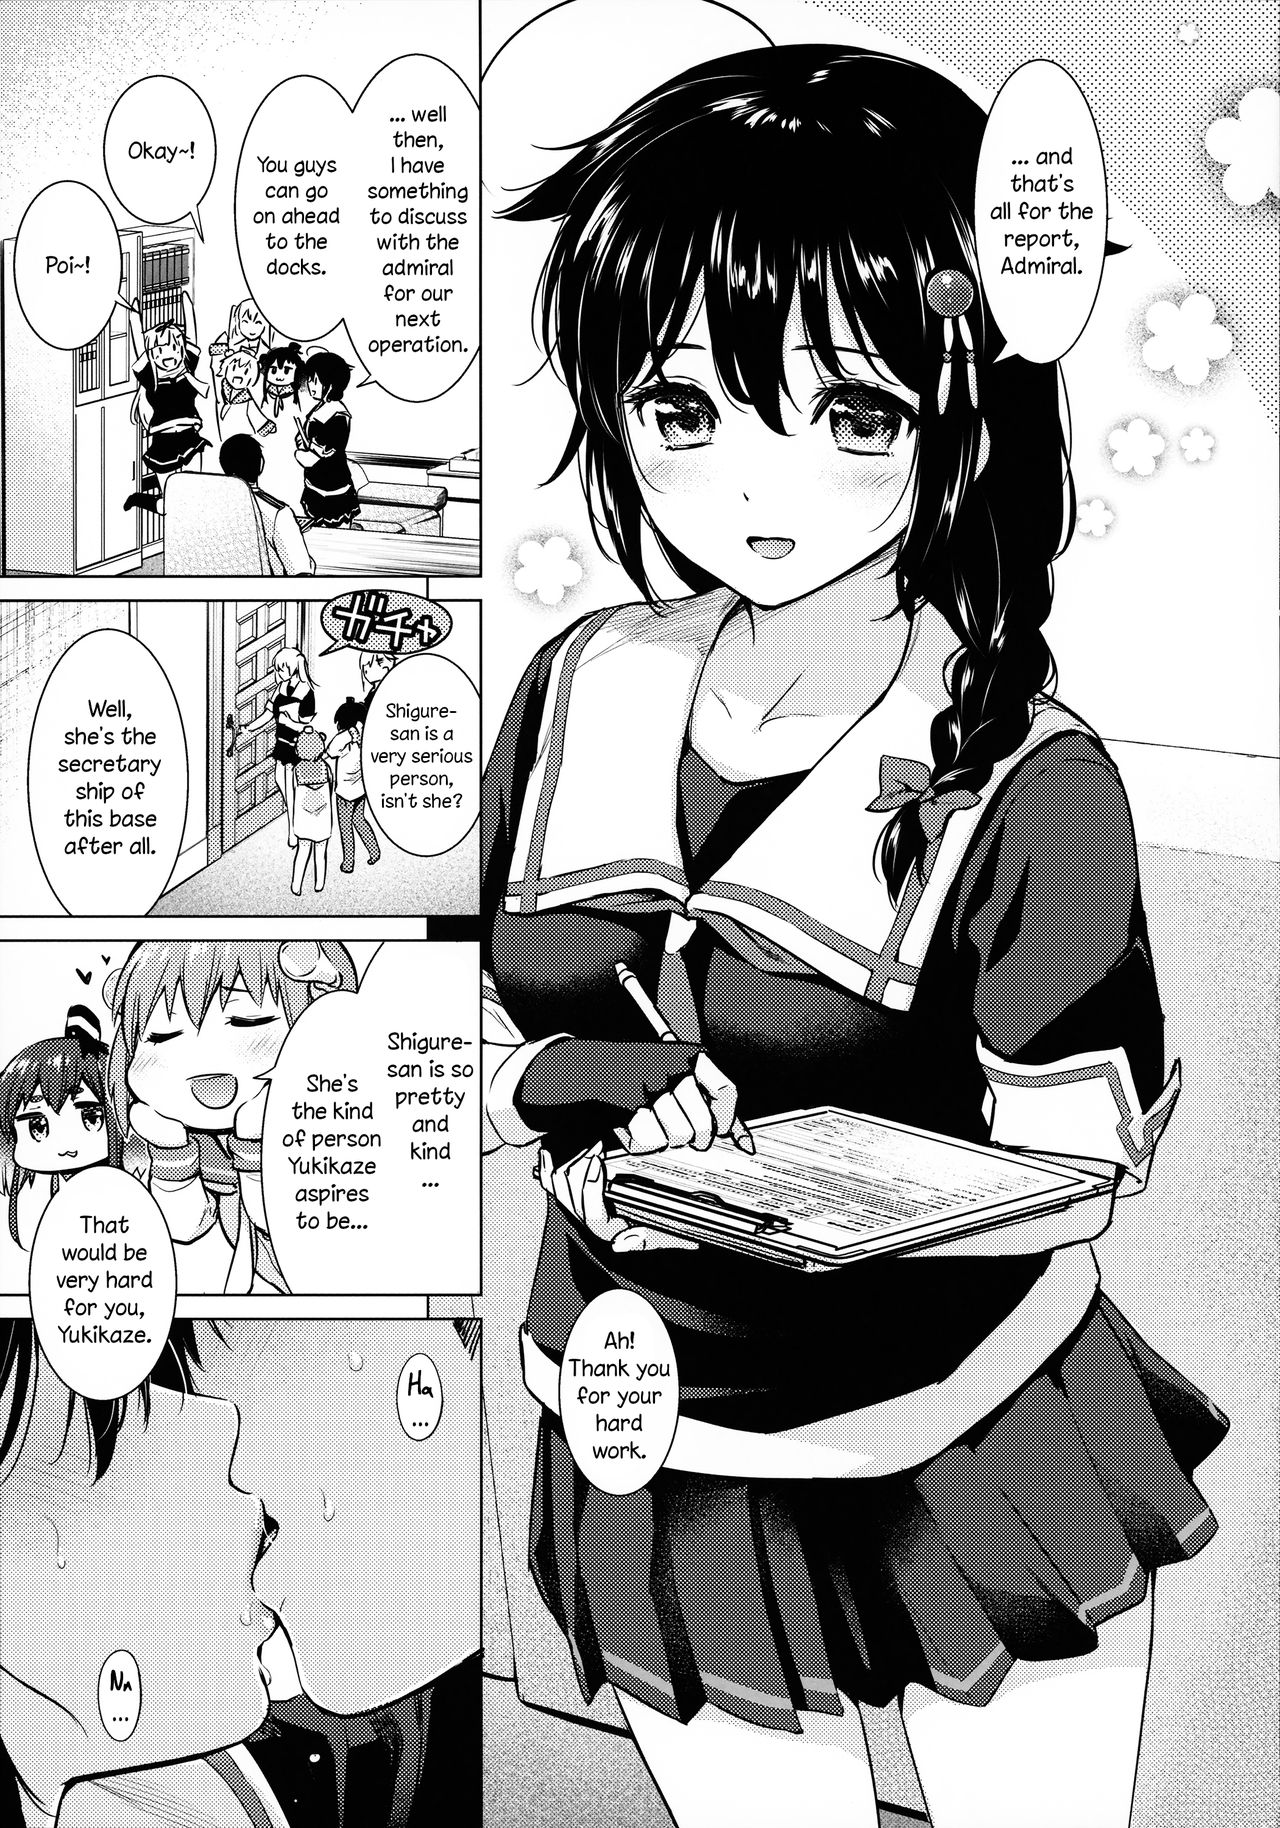 ... and
that's
all for the
report,
Admiral.
Ah!
Thank you
for your
hard
work.
... well
then,
I have
something
to discuss
with the
admiral
for our
next
operation.
You guys
can go
on ahead
to the
docks.
Okay~!
Poi~!
ガチャ
Shigure-
san is a
very serious
person,
isn't she?
Well,
she's the
secretary
ship of
this base
after all.
Shigure-
san is so
pretty
and
kind
...
She's
the kind
of person
Yukikaze
aspires
to be...
That
would be
very hard
for you,
Yukikaze.
Ha
...
Nn
...